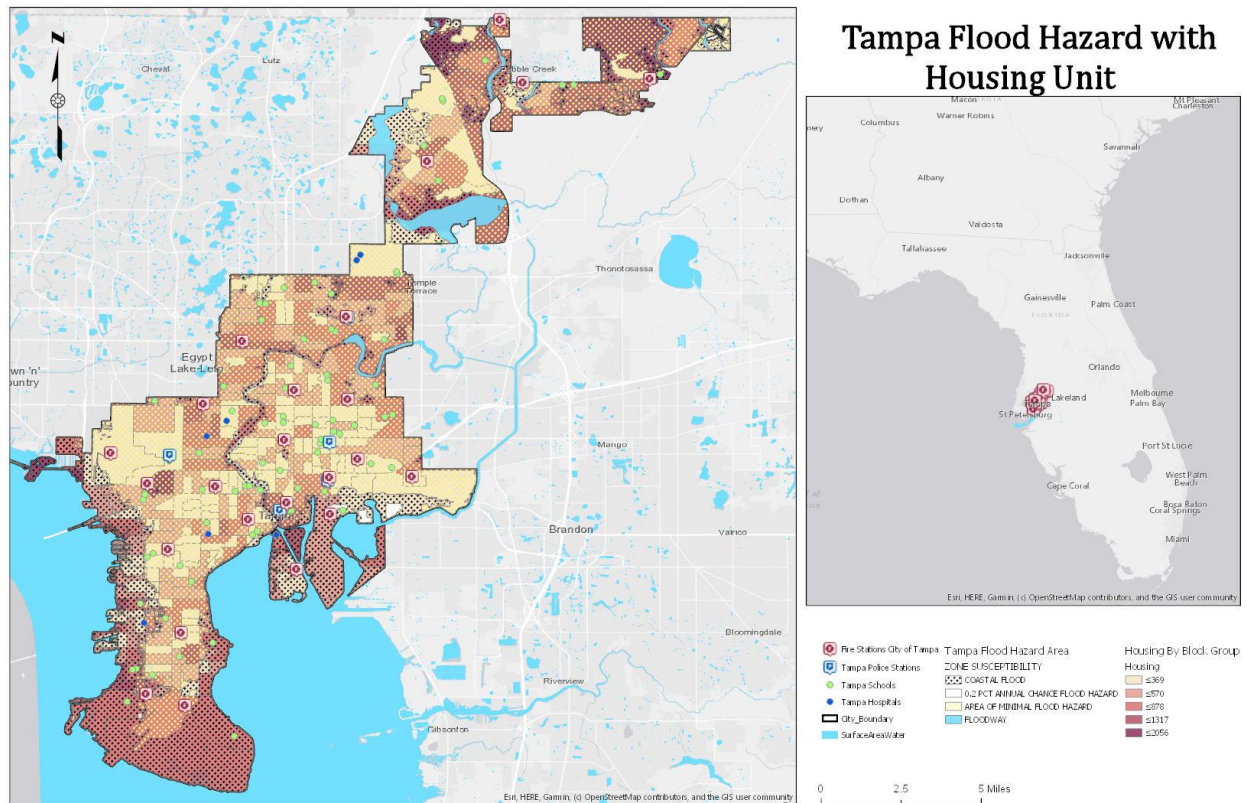 Tampa Flood Hazard with
Housing Unit
N
Cheval
Lutz
bble Creek
Thonotosassa
Temple
Terrace
Egypt
Lake-Leto
own 'n'
ountry
Mango
Tampa
Brandon
Valrico
Bloomingdale
Riverview
Gibsonton
Esri, HERE, Garmin, (c) OpenStreetMap contributors, and the GIS user community
Macon
Mt Pleasant
Charleston
Columbus
Warner Robins
nery
Savannah
Albany
Dothan
Valdosta
Tallahassee
Jacksonville
Gainesville
Palm Coast
FLORIDA
Orlando
Lakeland
Melbourne
Palm Bay
St Petersburg
Port St Lucie
West Palm
Beach
Cape Coral
Boca Raton
Coral Springs
Miami
Esri, HERE, Garmin, (c) OpenStreetMap contributors, and the GIS user community
Fire Stations City of Tampa
Tampa Police Stations
Tampa Schools
Tampa Hospitals
City_Boundary
SurfaceAreaWater
Tampa Flood Hazard Area
ZONE SUSCEPTIBILITY
COASTAL FLOOD
0.2 PCT ANNUAL CHANCE FLOOD HAZARD
AREA OF MINIMAL FLOOD HAZARD
FLOODWAY
Housing By Block Group
Housing
≤369
≤570
≤878
≤1317
≤2056
0 2.5 5 Miles